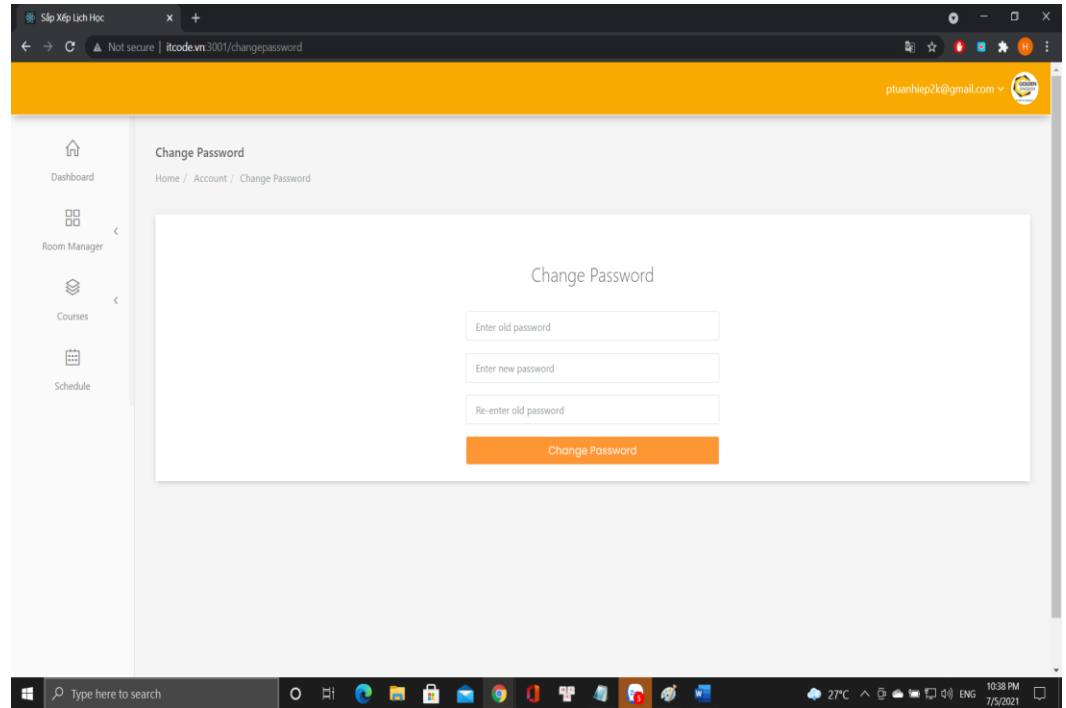 Sắp Xếp Lịch Học
Not secure | itcode.vn:3001/changepassword
H
ptuanhiep2k@gmail.com
GOLDEN
Dashboard
Room Manager
Courses
Schedule
Change Password
Home / Account / Change Password
Change Password
Enter old password
Enter new password
Re-enter old password
Change Password
Type here to search
27°C
ENG
10:38 PM
7/5/2021